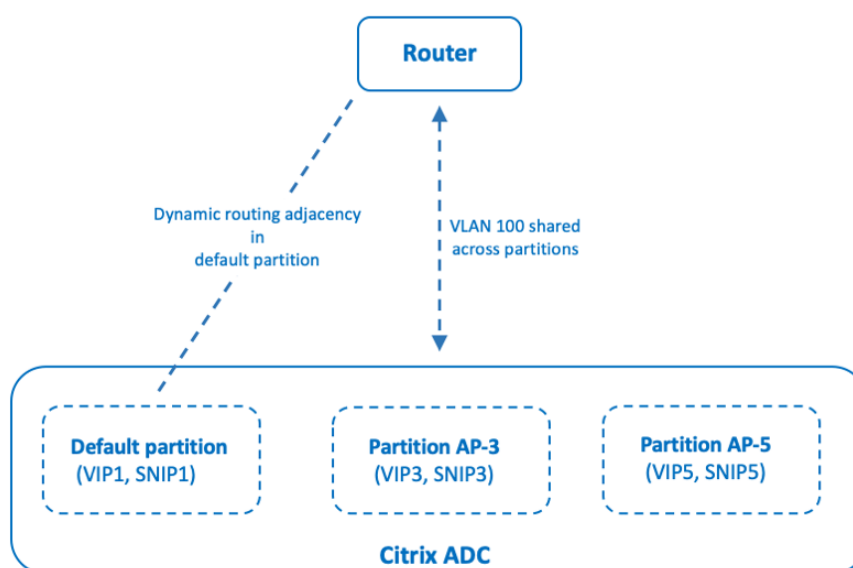 Router
Dynamic routing adjacency
in
default partition
VLAN 100 shared
across partitions
Default partition
(VIP1, SNIP1)
Partition AP-3
(VIP3, SNIP3)
Partition AP-5
(VIP5, SNIP5)
Citrix ADC